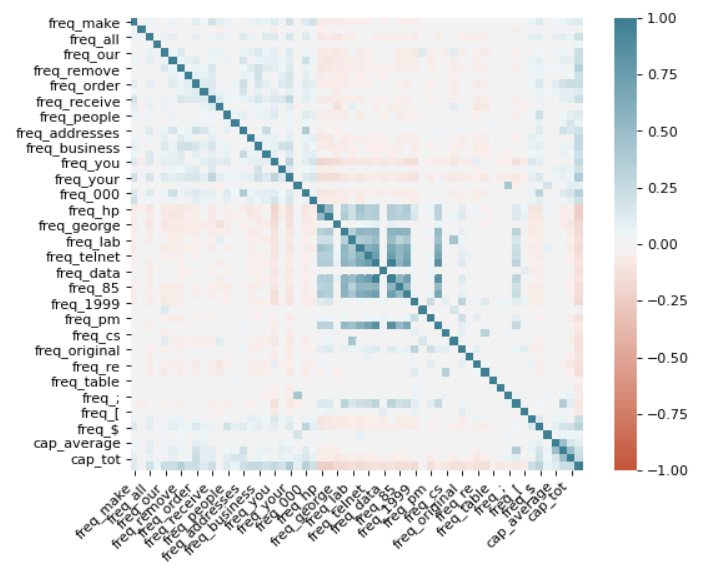 freq_make
freq_all
freq_our
freq_remove
freq_order
freq_receive
freq_people
freq_addresses
freq_business
freq_you
freq_your
freq_000
freq_hp
freq_george
freq_lab
freq_telnet
freq_data
freq_85
freq_1999
freq_pm
freq_cs
freq_original
freq_re
freq_table
freq_;
freq_[
freq_$
cap_average
cap_tot
1.00
0.75
0.50
0.25
0.00
−0.25
−0.50
−0.75
−1.00
freq_make
freq_all
freq_our
freq_remove
freq_order
freq_receive
freq_people
freq_addresses
freq_business
freq_you
freq_your
freq_000
freq_hp
freq_george
freq_lab
freq_telnet
freq_data
freq_85
freq_1999
freq_pm
freq_cs
freq_original
freq_re
freq_table
freq_;
freq_[
freq_$
cap_average
cap_tot